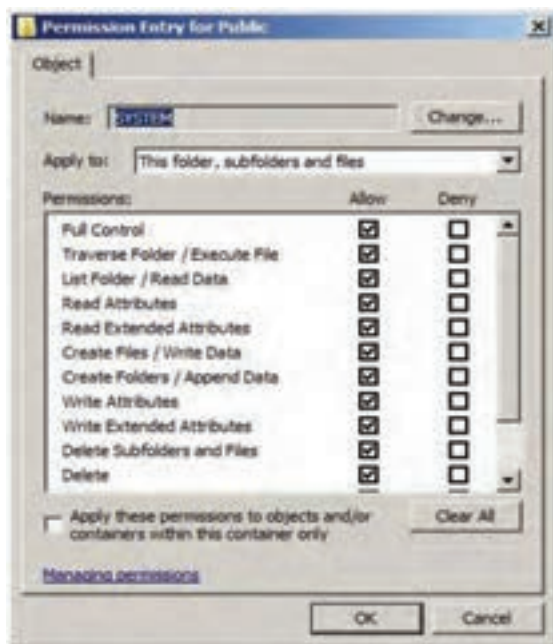 Permission Entry for Public
Object
Name: SYSTEM Change...
Apply to: This folder, subfolders and files
Permissions: Allow Deny
Full Control
Traverse Folder / Execute File
List Folder / Read Data
Read Attributes
Read Extended Attributes
Create Files / Write Data
Create Folders / Append Data
Write Attributes
Write Extended Attributes
Delete Subfolders and Files
Delete
Apply these permissions to objects and/or
containers within this container only
Clear All
Managing permissions
OK Cancel